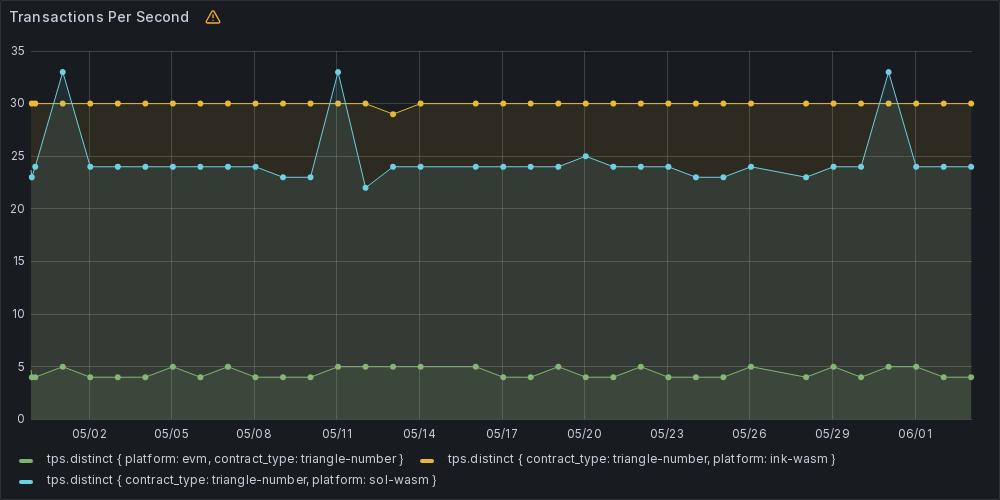 Transactions Per Second
35
30
25
20
15
10
5
0
05/02 05/05 05/08 05/11 05/14 05/17 05/20 05/23 05/26 05/29 06/01
tps.distinct { platform: evm, contract_type: triangle-number } tps.distinct { contract_type: triangle-number, platform: ink-wasm }
tps.distinct { contract_type: triangle-number, platform: sol-wasm }